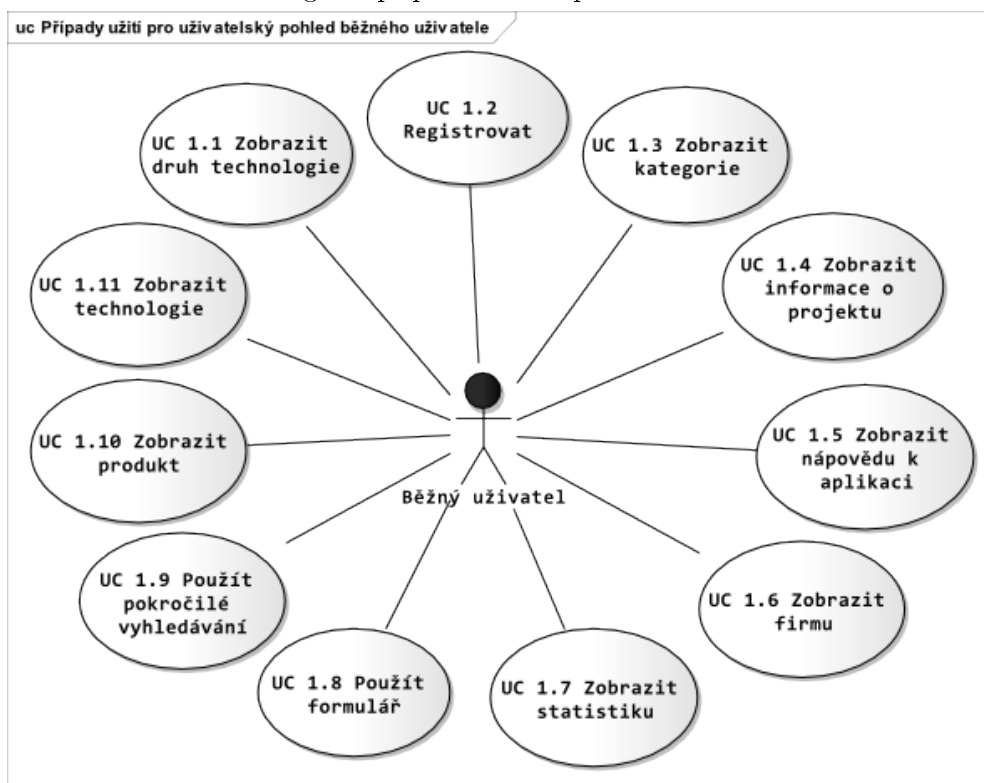 uc Případy užití pro uživatelský pohled běžného uživatele
UC 1.2
Registrovat
UC 1.1 Zobrazit
druh technologie
UC 1.3 Zobrazit
kategorie
UC 1.11 Zobrazit
technologie
UC 1.4 Zobrazit
informace o
projektu
UC 1.10 Zobrazit
produkt
UC 1.5 Zobrazit
nápovědu k
aplikaci
Běžný uživatel
UC 1.9 Použít
pokročilé
vyhledávání
UC 1.6 Zobrazit
firmu
UC 1.8 Použít
formulář
UC 1.7 Zobrazit
statistiku